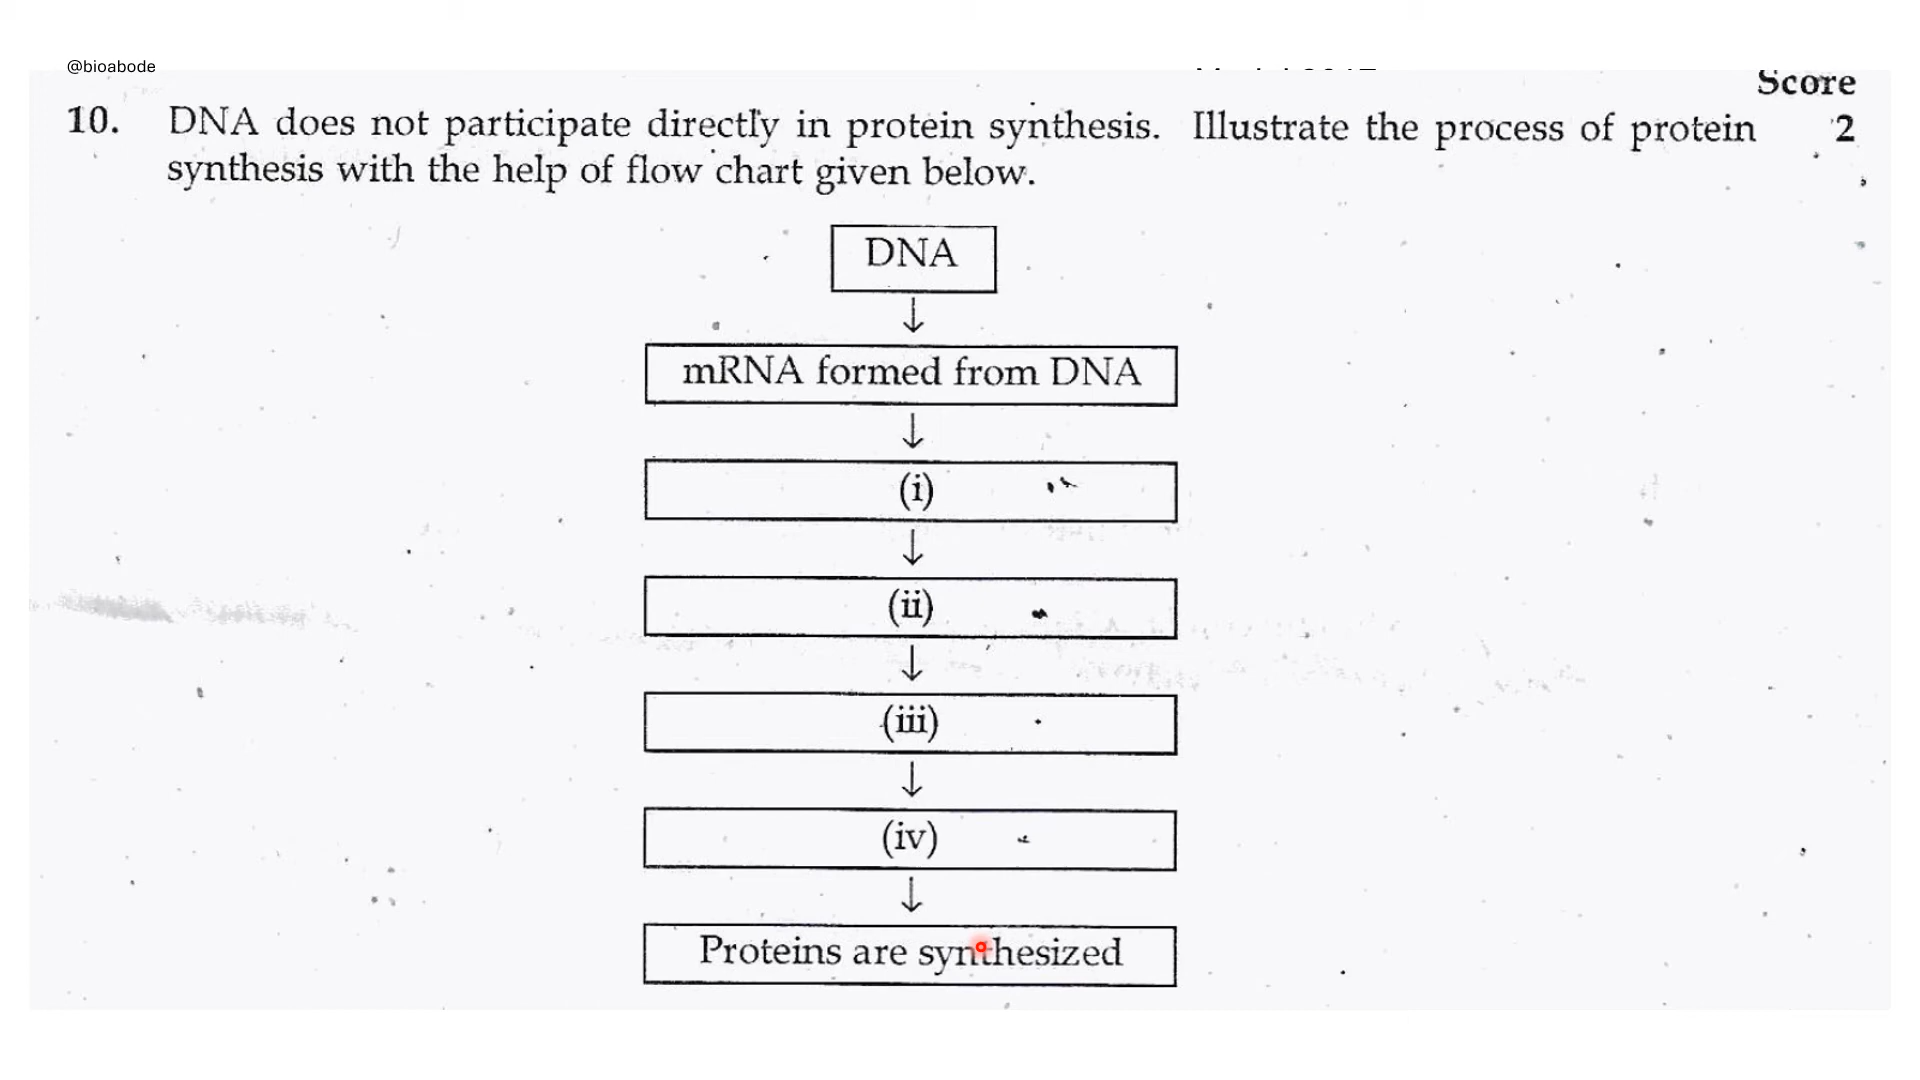 @bioabode
Score
10. DNA does not participate directly in protein synthesis. Illustrate the process of protein 2
synthesis with the help of flow chart given below.
DNA
↓
mRNA formed from DNA
↓
(i)
↓
(ii)
↓
(iii)
↓
(iv)
↓
Proteins are synthesized